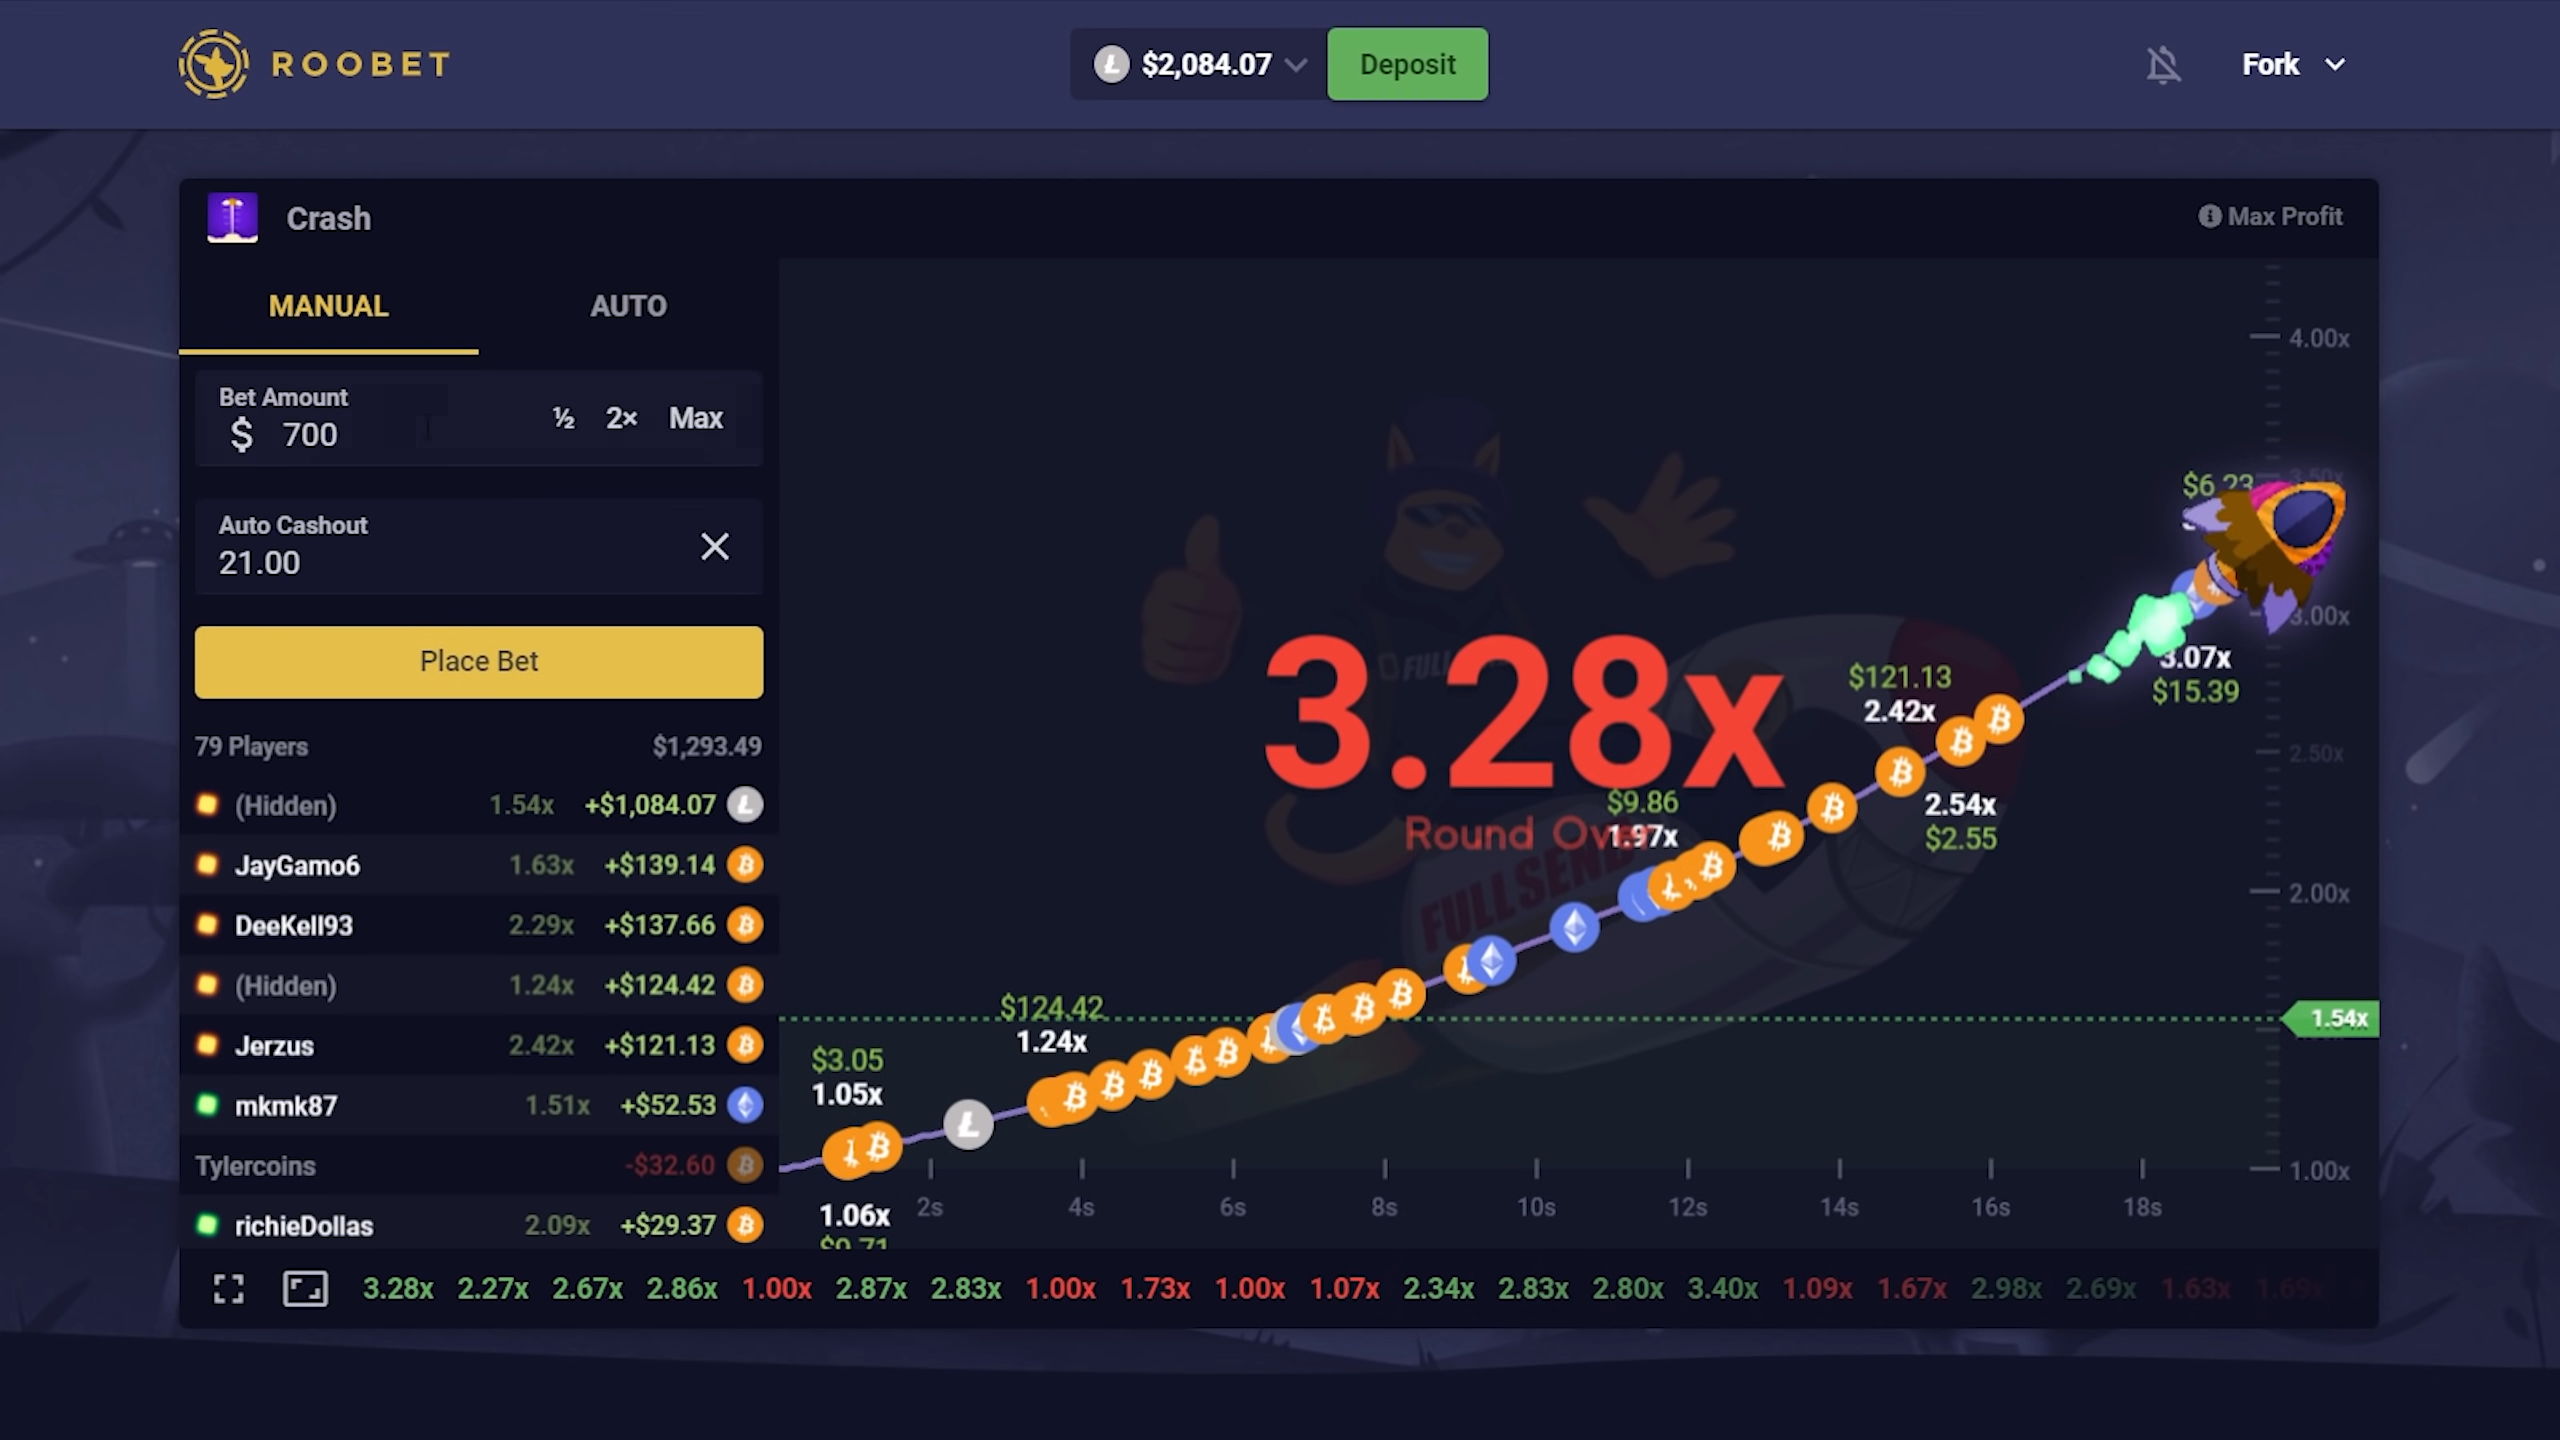 ROOBET
$2,084.07
Deposit
Fork
Crash
Max Profit
MANUAL
AUTO
Bet Amount
$ 700
½ 2× Max
Auto Cashout
21.00
Place Bet
79 Players $1,293.49
(Hidden) 1.54x +$1,084.07
JayGamo6 1.63x +$139.14
DeeKell93 2.29x +$137.66
(Hidden) 1.24x +$124.42
Jerzus 2.42x +$121.13
mkmk87 1.51x +$52.53
Tylercoins -$32.60
richieDollas 2.09x +$29.37
4.00x
3.50x
3.00x
2.50x
2.00x
1.54x
1.00x
$6.23
3.07x
$15.39
$121.13
2.42x
2.54x
$2.55
3.28x
$9.86
Round
1.97x
FULL SEND
$124.42
1.24x
$3.05
1.05x
1.06x
2s 4s 6s 8s 10s 12s 14s 16s 18s
3.28x 2.27x 2.67x 2.86x 1.00x 2.87x 2.83x 1.00x 1.73x 1.00x 1.07x 2.34x 2.83x 2.80x 3.40x 1.09x 1.67x 2.98x 2.69x 1.63x 1.69x